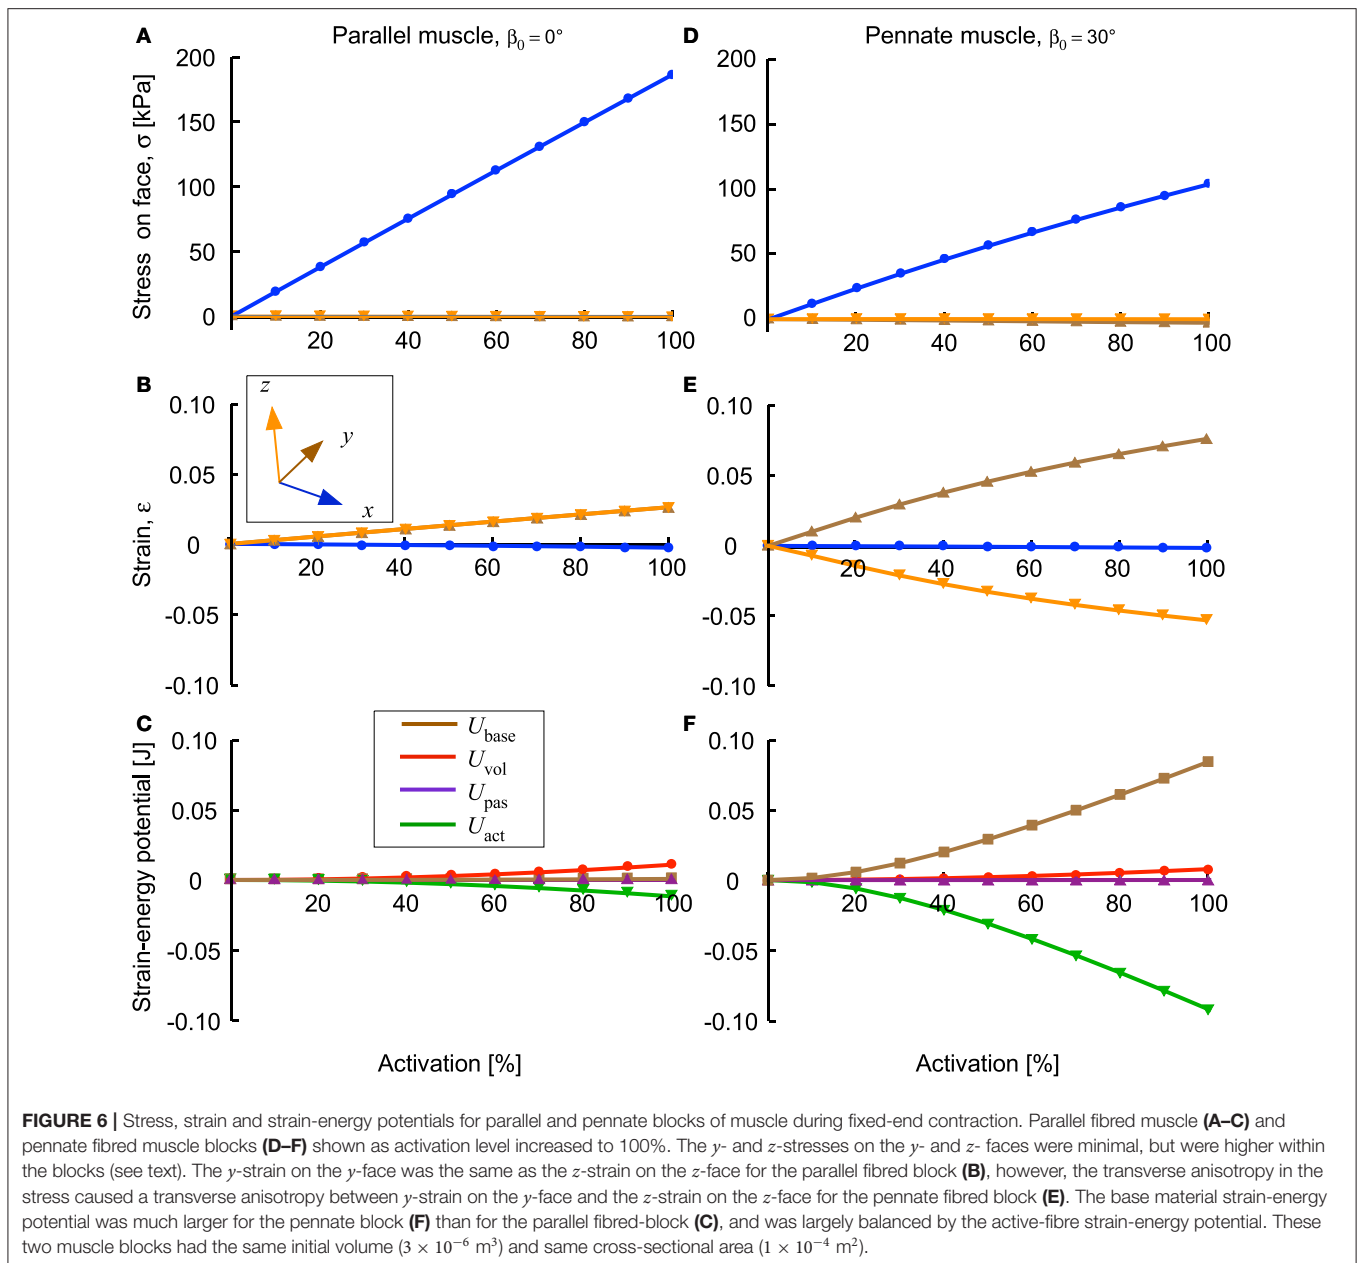 A Parallel muscle, β0 = 0° D Pennate muscle, β0 = 30°
Stress on face, σ [kPa]
200
150
100
50
0
20 40 60 80 100
200
150
100
50
0
20 40 60 80 100
B
Strain, ε
0.10
0.05
0
-0.05
-0.10
20 40 60 80 100
z
y
x
E
0.10
0.05
0
-0.05
-0.10
20 40 60 80 100
C
Strain-energy potential [J]
0.10
0.05
0
-0.05
-0.10
20 40 60 80 100
Ubase
Uvol
Upas
Uact
F
0.10
0.05
0
-0.05
-0.10
20 40 60 80 100
Activation [%] Activation [%]
FIGURE 6 | Stress, strain and strain-energy potentials for parallel and pennate blocks of muscle during fixed-end contraction. Parallel fibred muscle (A–C) and
pennate fibred muscle blocks (D–F) shown as activation level increased to 100%. The y- and z-stresses on the y- and z- faces were minimal, but were higher within
the blocks (see text). The y-strain on the y-face was the same as the z-strain on the z-face for the parallel fibred block (B), however, the transverse anisotropy in the
stress caused a transverse anisotropy between y-strain on the y-face and the z-strain on the z-face for the pennate fibred block (E). The base material strain-energy
potential was much larger for the pennate block (F) than for the parallel fibred-block (C), and was largely balanced by the active-fibre strain-energy potential. These
two muscle blocks had the same initial volume (3 × 10⁻⁶ m³) and same cross-sectional area (1 × 10⁻⁴ m²).